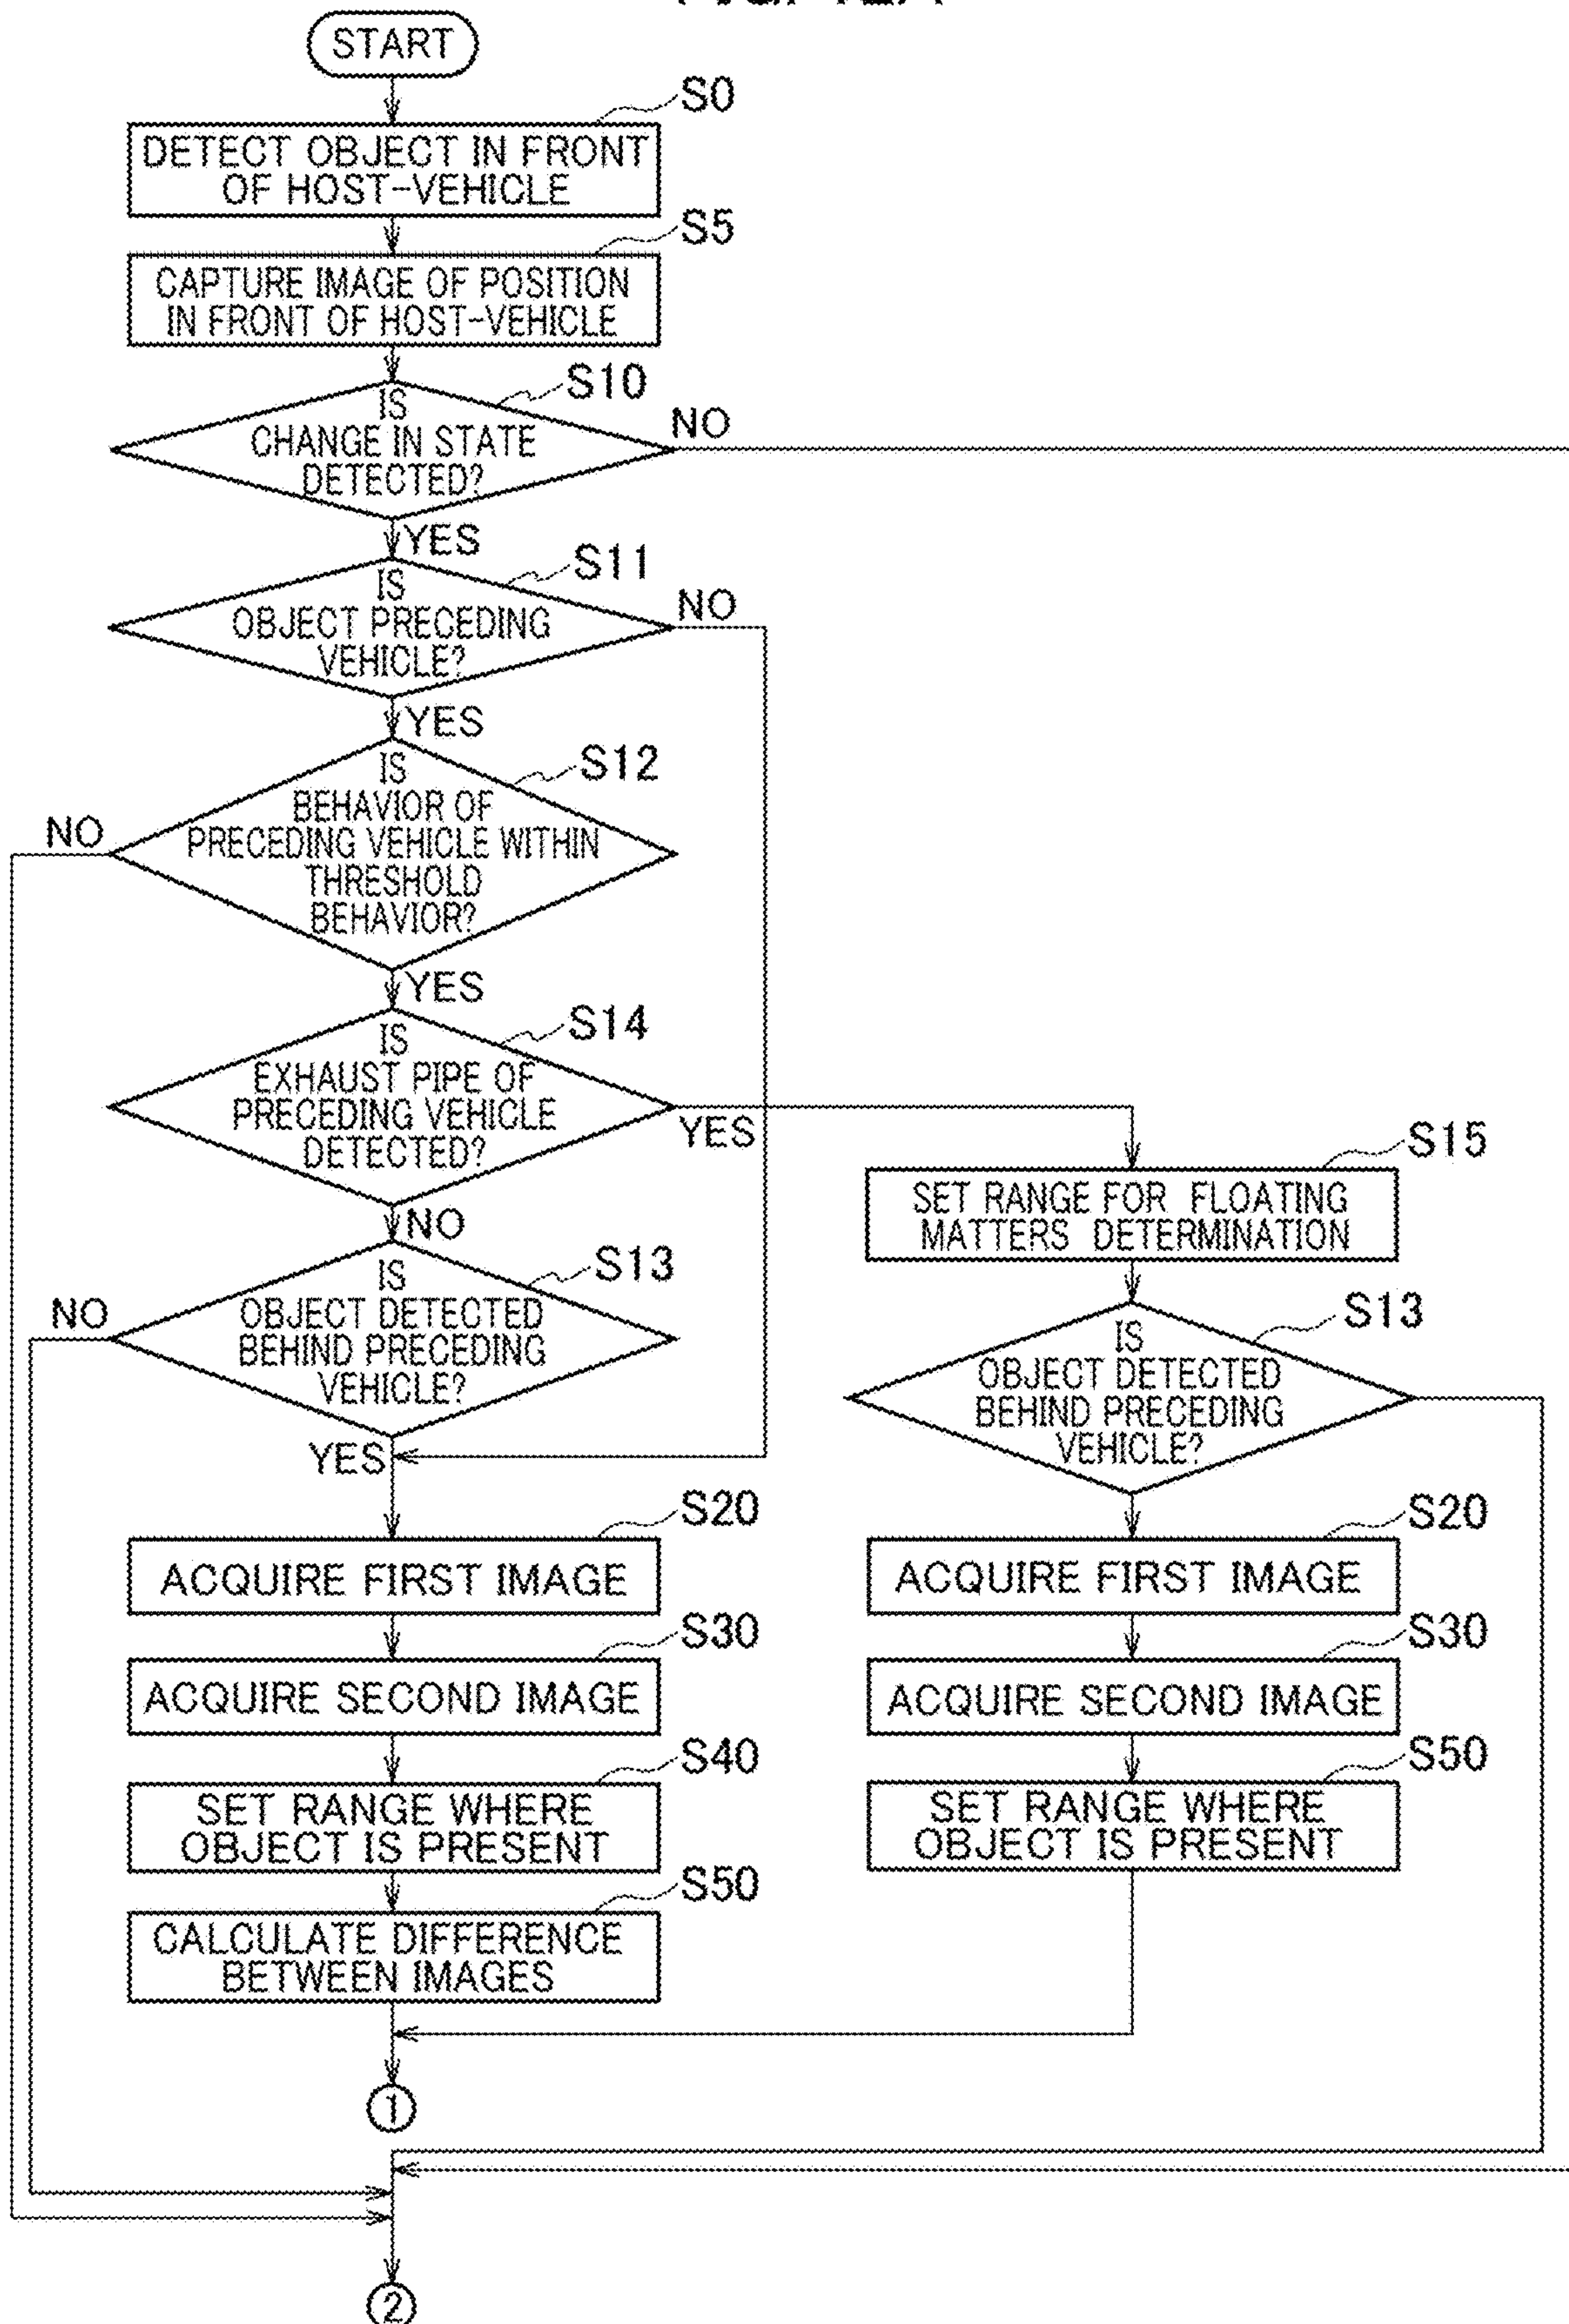 START
S0
DETECT OBJECT IN FRONT
OF HOST-VEHICLE
S5
CAPTURE IMAGE OF POSITION
IN FRONT OF HOST-VEHICLE
S10
IS
CHANGE IN STATE
DETECTED?
NO
YES
S11
IS
OBJECT PRECEDING
VEHICLE?
NO
YES
S12
IS
BEHAVIOR OF
PRECEDING VEHICLE WITHIN
THRESHOLD
BEHAVIOR?
NO
YES
S14
IS
EXHAUST PIPE OF
PRECEDING VEHICLE
DETECTED?
YES
NO
S13
IS
OBJECT DETECTED
BEHIND PRECEDING
VEHICLE?
NO
YES
S20
ACQUIRE FIRST IMAGE
S30
ACQUIRE SECOND IMAGE
S40
SET RANGE WHERE
OBJECT IS PRESENT
S50
CALCULATE DIFFERENCE
BETWEEN IMAGES
S15
SET RANGE FOR FLOATING
MATTERS DETERMINATION
S13
IS
OBJECT DETECTED
BEHIND PRECEDING
VEHICLE?
S20
ACQUIRE FIRST IMAGE
S30
ACQUIRE SECOND IMAGE
S50
SET RANGE WHERE
OBJECT IS PRESENT
1
2